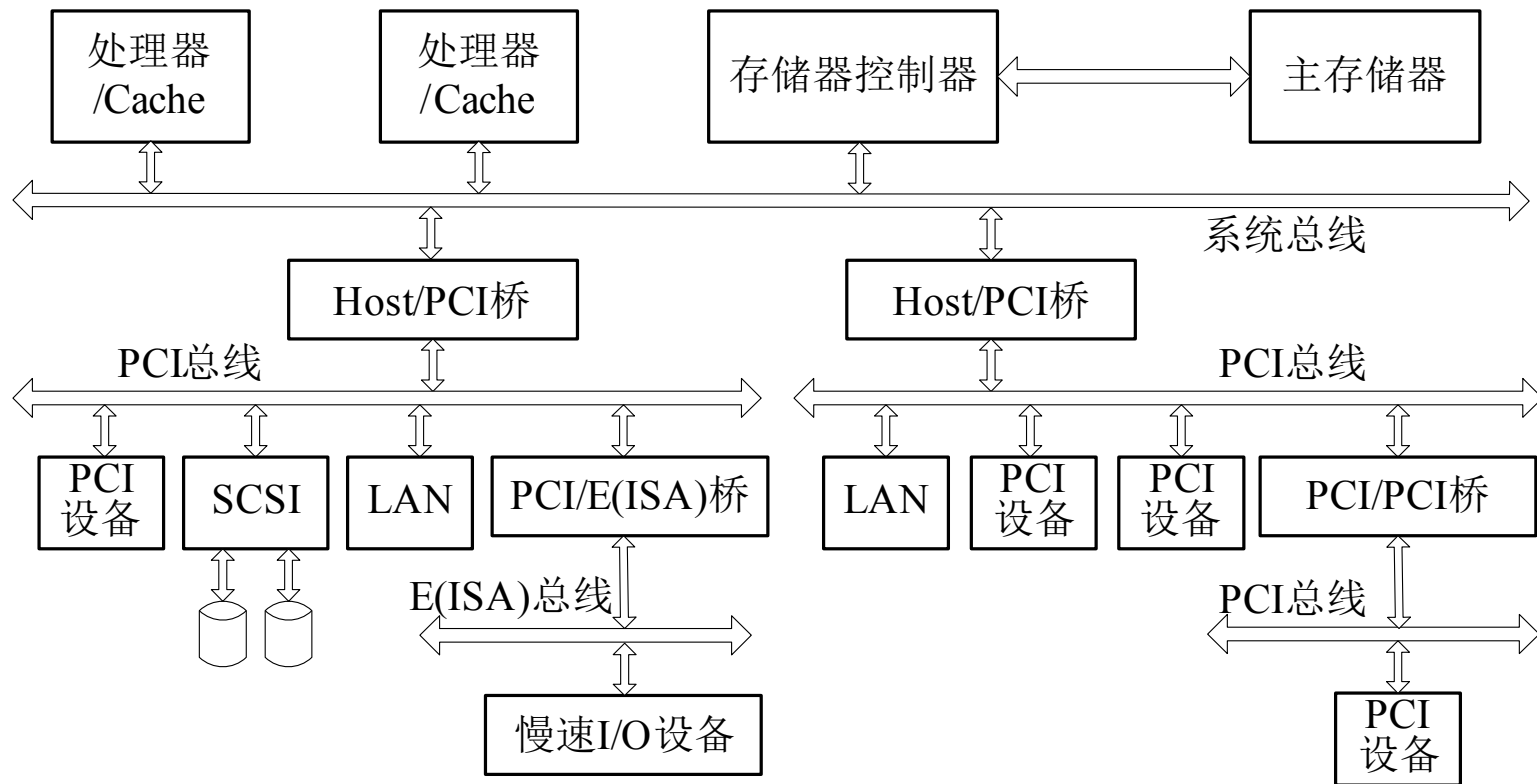 处理器
/Cache
处理器
/Cache
存储器控制器
主存储器
系统总线
Host/PCI桥
Host/PCI桥
PCI总线
PCI总线
PCI
设备
SCSI
LAN
PCI/E(ISA)桥
LAN
PCI
设备
PCI
设备
PCI/PCI桥
E(ISA)总线
PCI总线
慢速I/O设备
PCI
设备